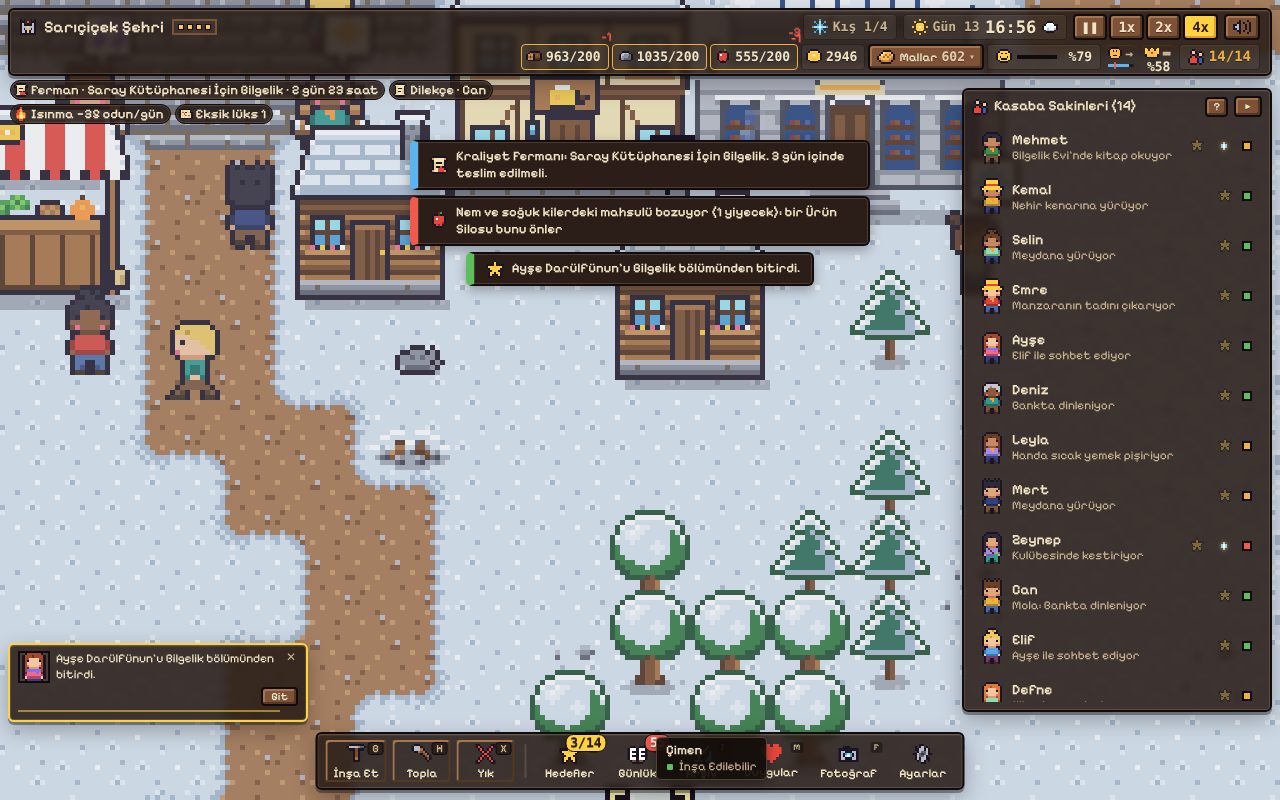 Sarıçiçek Şehri
Kış 1/4
Gün 13 16:56
1x
2x
4x
-1
-9
963/200
1035/200
555/200
2946
Mallar 602
%79
%58
14/14
Ferman · Saray Kütüphanesi İçin Bilgelik · 2 gün 23 saat
Dilekçe · Can
Isınma -38 odun/gün
Eksik lüks 1
Kraliyet Fermanı: Saray Kütüphanesi İçin Bilgelik. 3 gün içinde
teslim edilmeli.
Nem ve soğuk kilerdeki mahsulü bozuyor (1 yiyecek): bir Ürün
Silosu bunu önler
Ayşe Darülfünun'u Bilgelik bölümünden bitirdi.
Kasaba Sakinleri (14)
?
Mehmet
Bilgelik Evi'nde kitap okuyor
Kemal
Nehir kenarına yürüyor
Selin
Meydana yürüyor
Emre
Manzaranın tadını çıkarıyor
Ayşe
Elif ile sohbet ediyor
Deniz
Bankta dinleniyor
Leyla
Handa sıcak yemek pişiriyor
Mert
Meydana yürüyor
Zeynep
Kulübesinde kestiriyor
Can
Mola: Bankta dinleniyor
Elif
Ayşe ile sohbet ediyor
Defne
Ayşe Darülfünun'u Bilgelik bölümünden
bitirdi.
Git
İnşa Et
B
Topla
H
Yık
X
Hedefler
3/14
Günlük
5
Çimen
İnşa Edilebilir
M
gular
Fotoğraf
F
Ayarlar